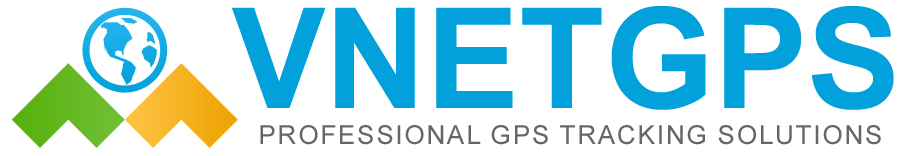 VNETGPS
PROFESSIONAL GPS TRACKING SOLUTIONS